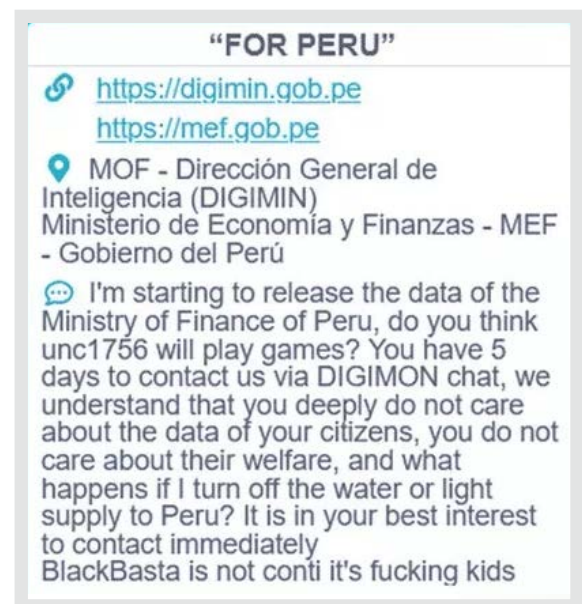 “FOR PERU”
https://digimin.gob.pe
https://mef.gob.pe
MOF - Dirección General de
Inteligencia (DIGIMIN)
Ministerio de Economía y Finanzas - MEF
- Gobierno del Perú
I'm starting to release the data of the
Ministry of Finance of Peru, do you think
unc1756 will play games? You have 5
days to contact us via DIGIMON chat, we
understand that you deeply do not care
about the data of your citizens, you do not
care about their welfare, and what
happens if I turn off the water or light
supply to Peru? It is in your best interest
to contact immediately
BlackBasta is not conti it's fucking kids